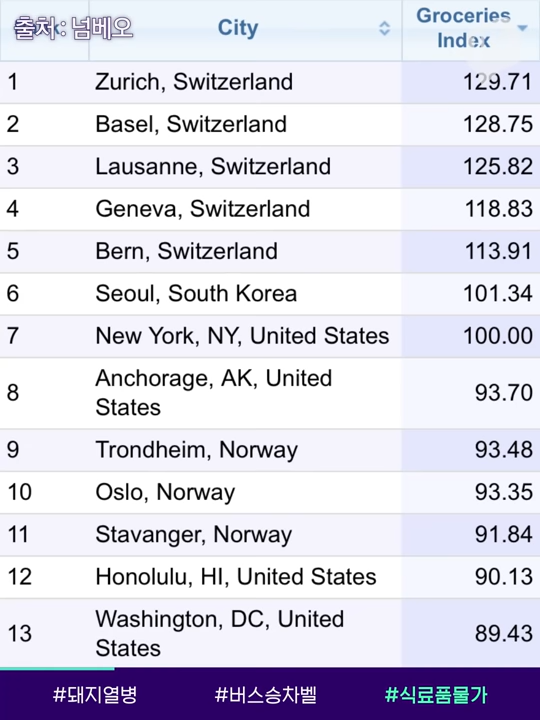 출처: 넘베오
City
Groceries
Index
1 Zurich, Switzerland 129.71
2 Basel, Switzerland 128.75
3 Lausanne, Switzerland 125.82
4 Geneva, Switzerland 118.83
5 Bern, Switzerland 113.91
6 Seoul, South Korea 101.34
7 New York, NY, United States 100.00
8 Anchorage, AK, United
States 93.70
9 Trondheim, Norway 93.48
10 Oslo, Norway 93.35
11 Stavanger, Norway 91.84
12 Honolulu, HI, United States 90.13
13 Washington, DC, United
States 89.43
#돼지열병 #버스승차벨 #식료품물가